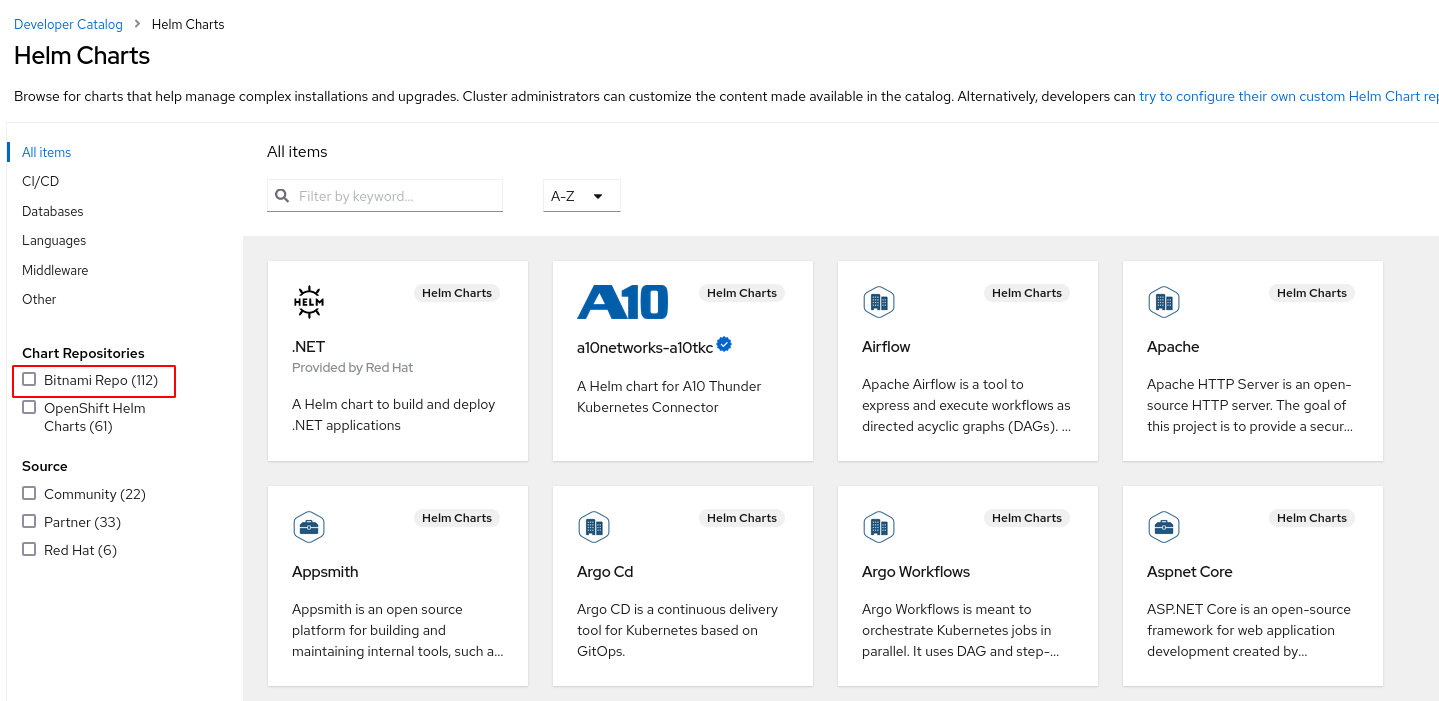 Developer Catalog > Helm Charts
Helm Charts
Browse for charts that help manage complex installations and upgrades. Cluster administrators can customize the content made available in the catalog. Alternatively, developers can try to configure their own custom Helm Chart rep
All items
CI/CD
Databases
Languages
Middleware
Other
Chart Repositories
Bitnami Repo (112)
OpenShift Helm
Charts (61)
Source
Community (22)
Partner (33)
Red Hat (6)
All items
Filter by keyword...
A-Z
HELM
Helm Charts
.NET
Provided by Red Hat
A Helm chart to build and deploy
.NET applications
A10
Helm Charts
a10networks-a10tkc
A Helm chart for A10 Thunder
Kubernetes Connector
Helm Charts
Airflow
Apache Airflow is a tool to
express and execute workflows as
directed acyclic graphs (DAGs). ...
Helm Charts
Apache
Apache HTTP Server is an open-
source HTTP server. The goal of
this project is to provide a secur...
Helm Charts
Appsmith
Appsmith is an open source
platform for building and
maintaining internal tools, such a...
Helm Charts
Argo Cd
Argo CD is a continuous delivery
tool for Kubernetes based on
GitOps.
Helm Charts
Argo Workflows
Argo Workflows is meant to
orchestrate Kubernetes jobs in
parallel. It uses DAG and step-...
Helm Charts
Aspnet Core
ASP.NET Core is an open-source
framework for web application
development created by...